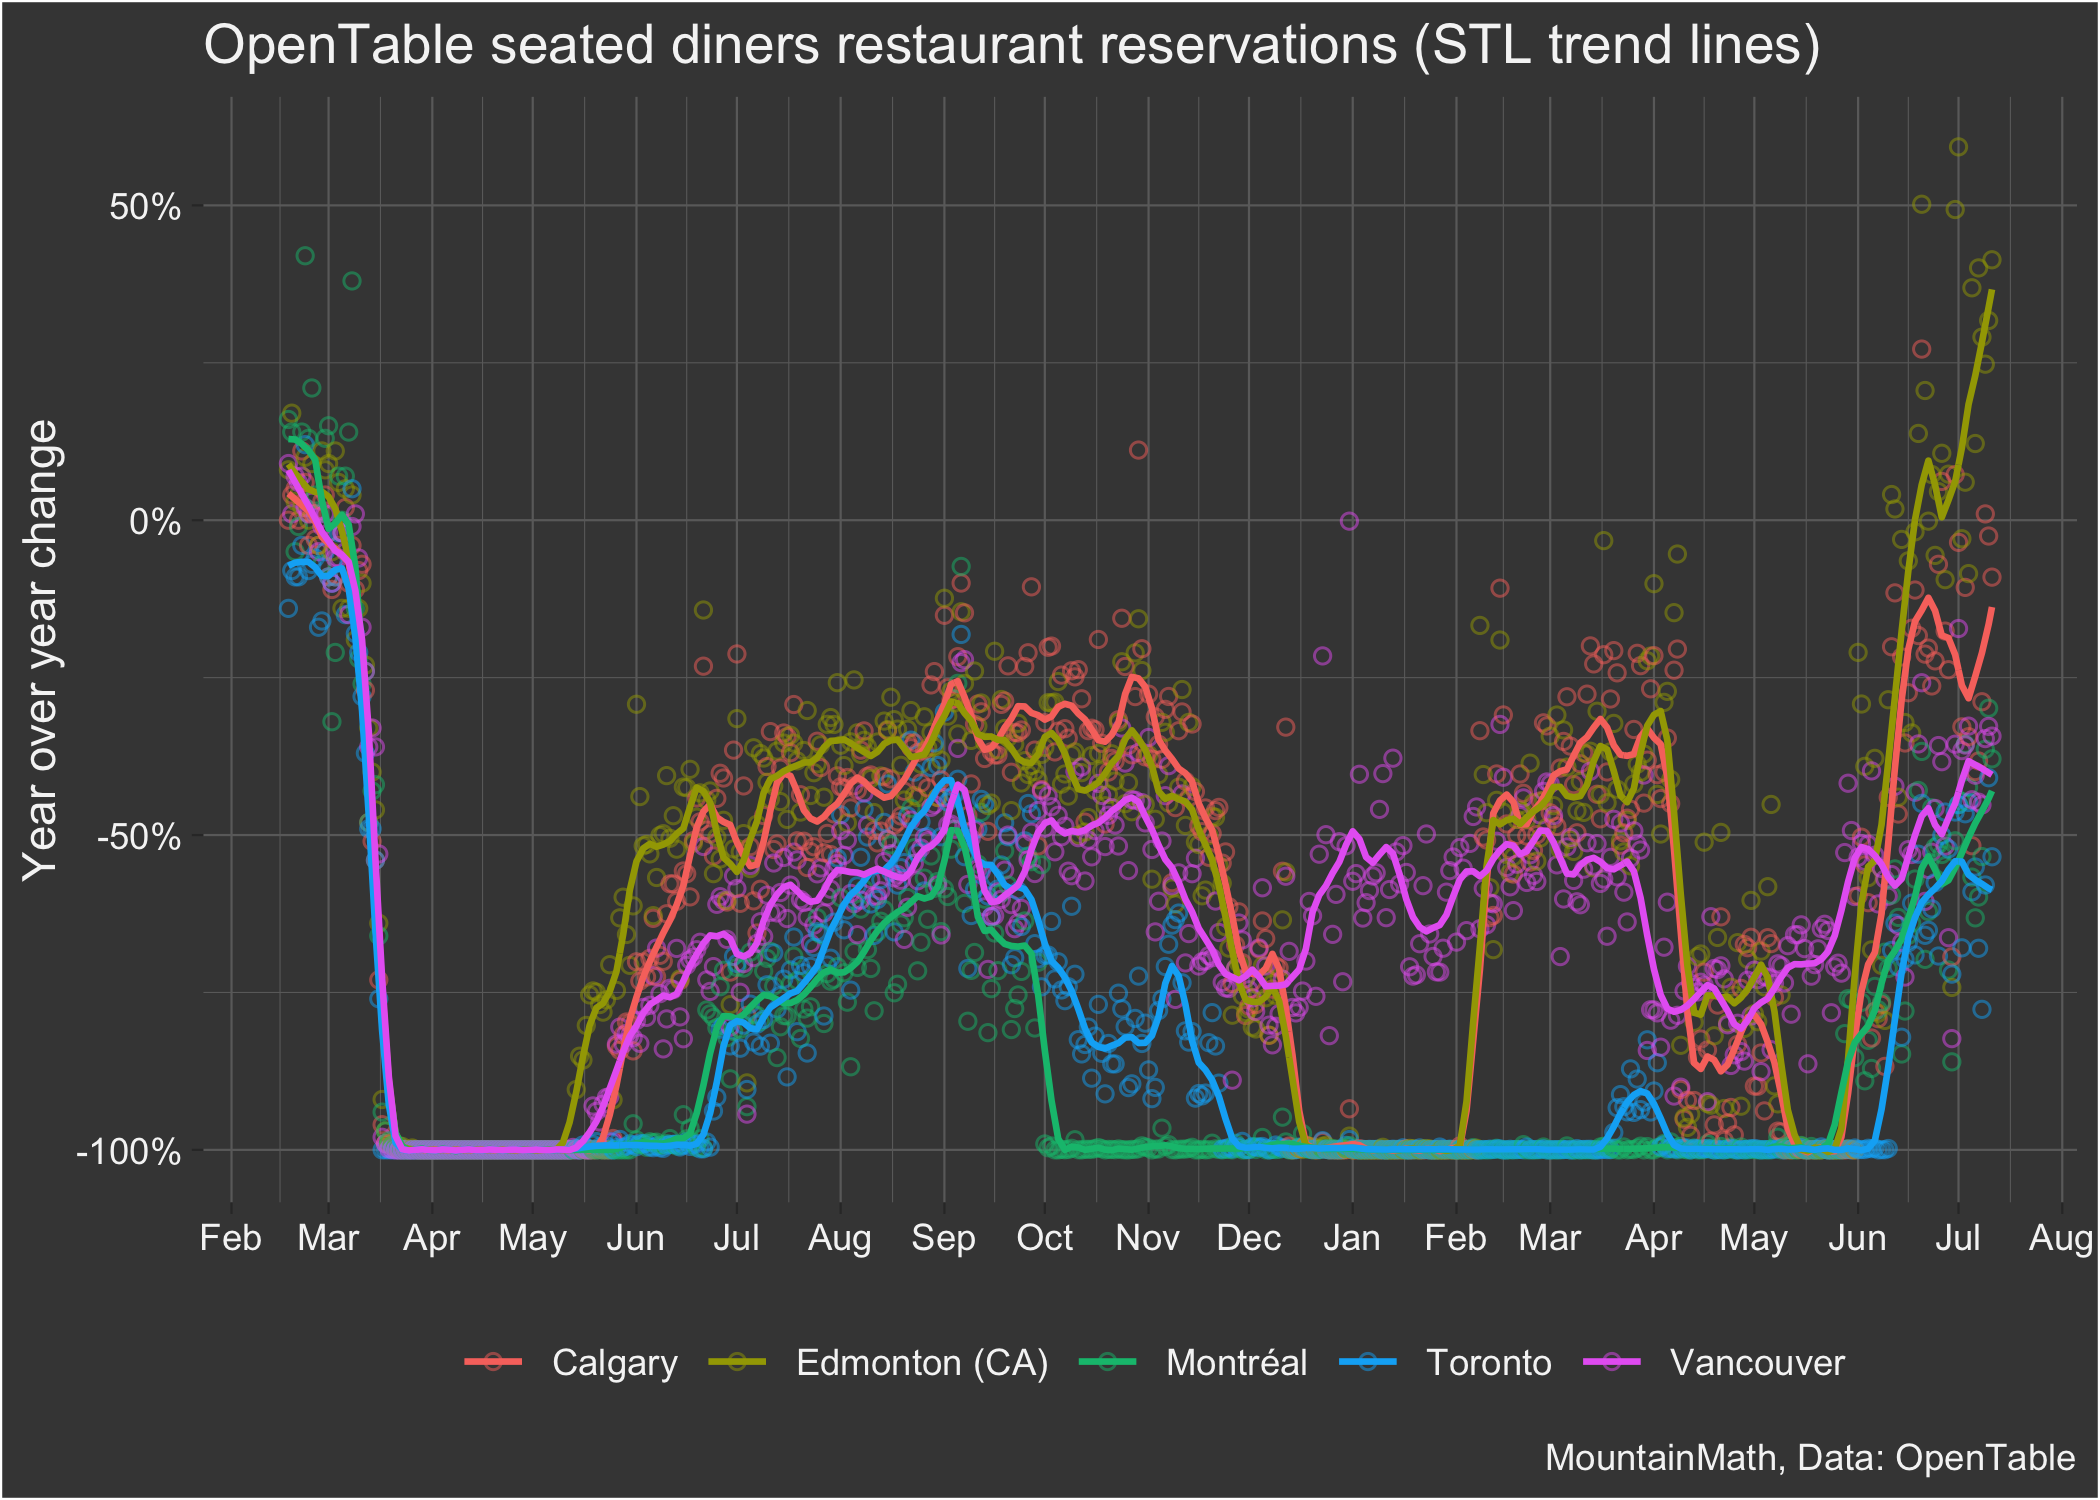 OpenTable seated diners restaurant reservations (STL trend lines)
Year over year change
50%
0%
-50%
-100%
Feb Mar Apr May Jun Jul Aug Sep Oct Nov Dec Jan Feb Mar Apr May Jun Jul Aug
Calgary Edmonton (CA) Montréal Toronto Vancouver
MountainMath, Data: OpenTable